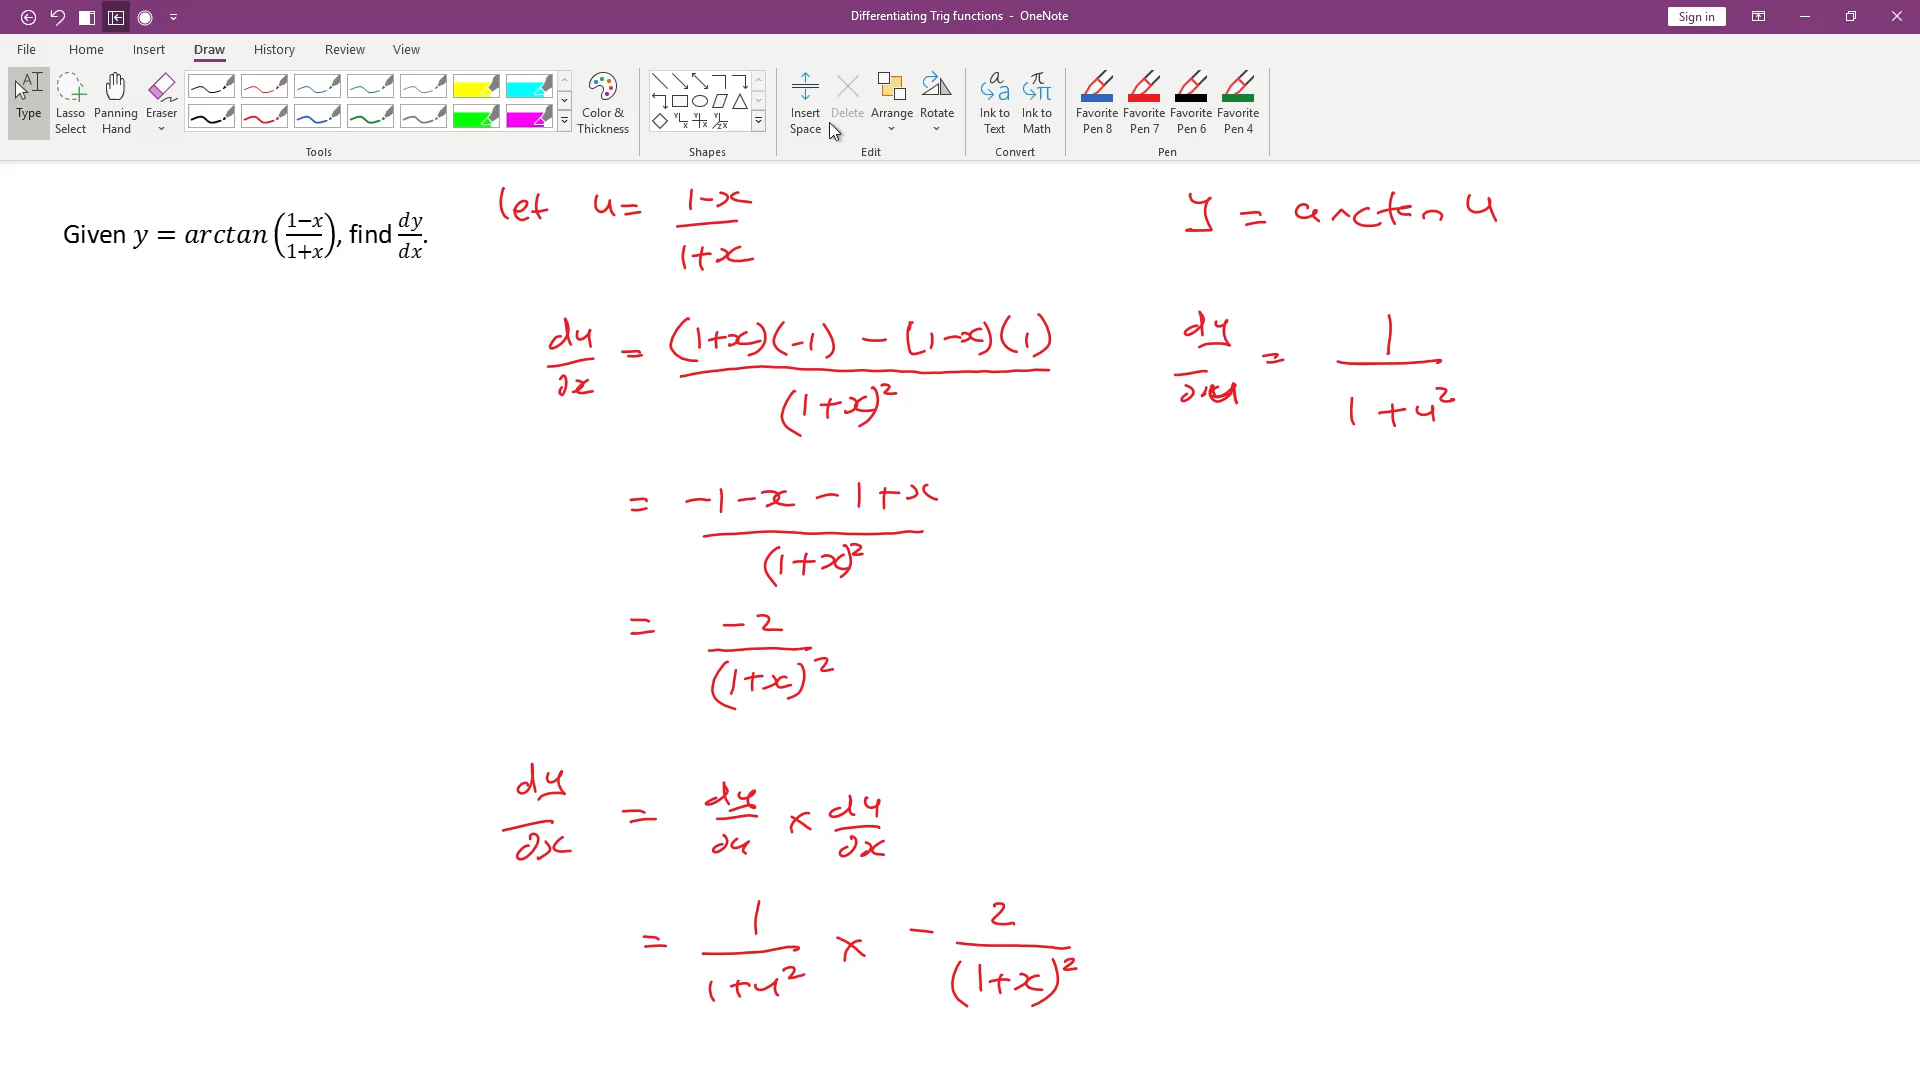 Differentiating Trig functions - OneNote
Sign in
File Home Insert Draw History Review View
Type
Lasso Select
Panning Hand
Eraser
Color & Thickness
Insert Space
Delete
Arrange
Rotate
Ink to Text
Ink to Math
Favorite Pen 8
Favorite Pen 7
Favorite Pen 6
Favorite Pen 4
Tools
Shapes
Edit
Convert
Pen
Given y = arctan((1−x)/(1+x)), find dy/dx.
let u = (1-x)/(1+x)
y = arctan u
du/dx = ((1+x)(-1) - (1-x)(1))/(1+x)²
dy/du = 1/(1+u²)
= (-1-x-1+x)/(1+x)²
= -2/(1+x)²
dy/dx = dy/du × du/dx
= 1/(1+u²) × - 2/(1+x)²